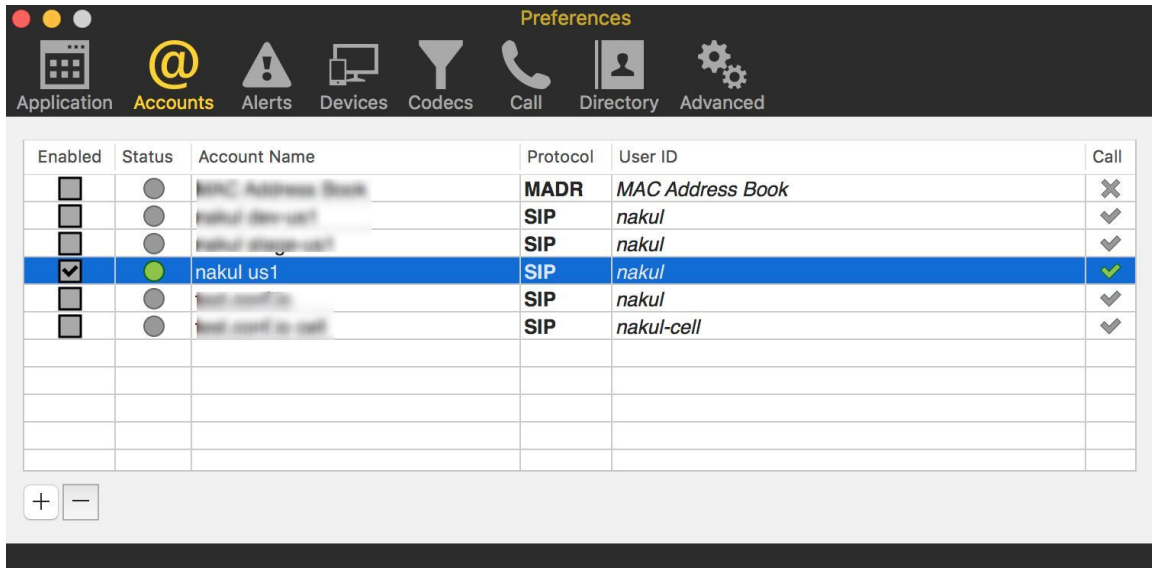 Preferences
Application Accounts Alerts Devices Codecs Call Directory Advanced
Enabled Status Account Name Protocol User ID Call
MADR MAC Address Book
SIP nakul
SIP nakul
nakul us1 SIP nakul
SIP nakul
SIP nakul-cell